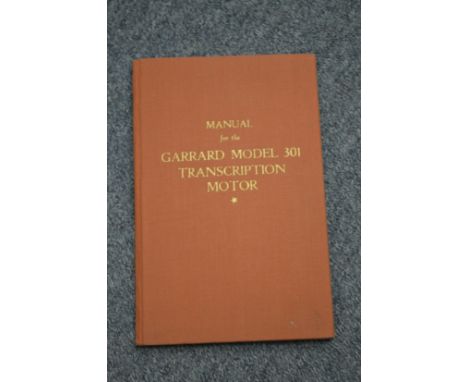 MANUAL
for the
GARRARD MODEL 301
TRANSCRIPTION
MOTOR